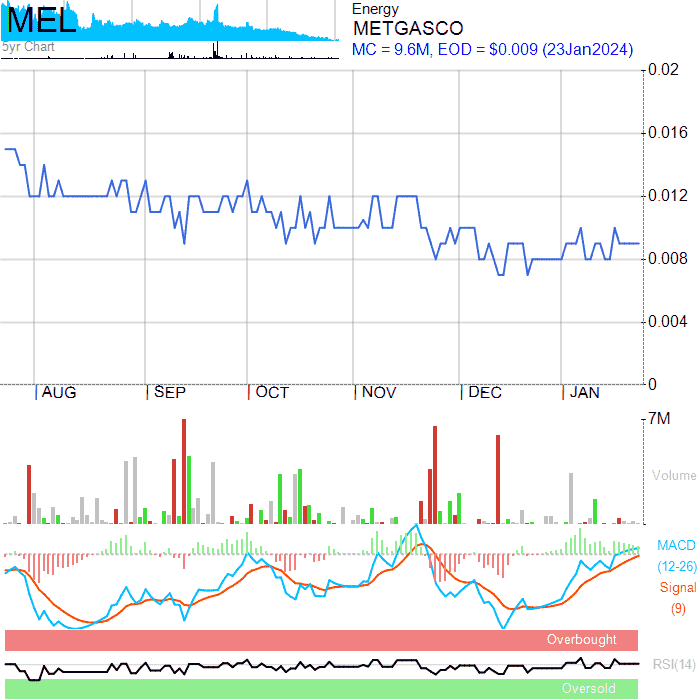 MEL
5yr Chart
Energy
METGASCO
MC = 9.6M, EOD = $0.009 (23Jan2024)
0.02
0.016
0.012
0.008
0.004
0
AUG SEP OCT NOV DEC JAN
7M
Volume
MACD
(12-26)
Signal
(9)
Overbought
RSI(14)
Oversold